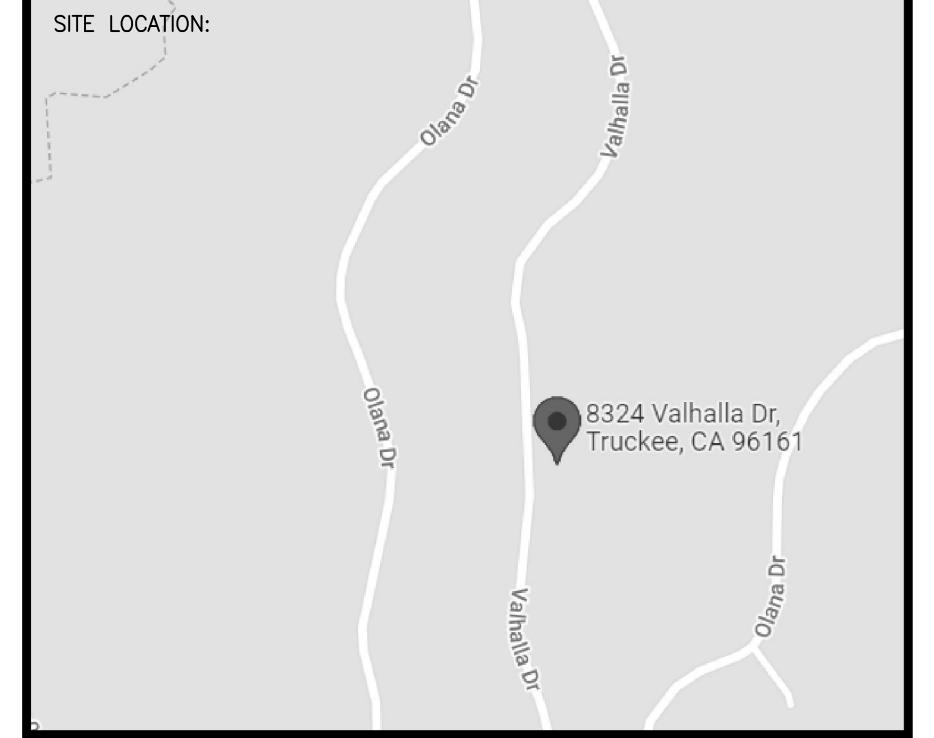 SITE LOCATION:
Olana Dr
Valhalla Dr
Olana Dr
8324 Valhalla Dr,
Truckee, CA 96161
Olana Dr
Valhalla Dr